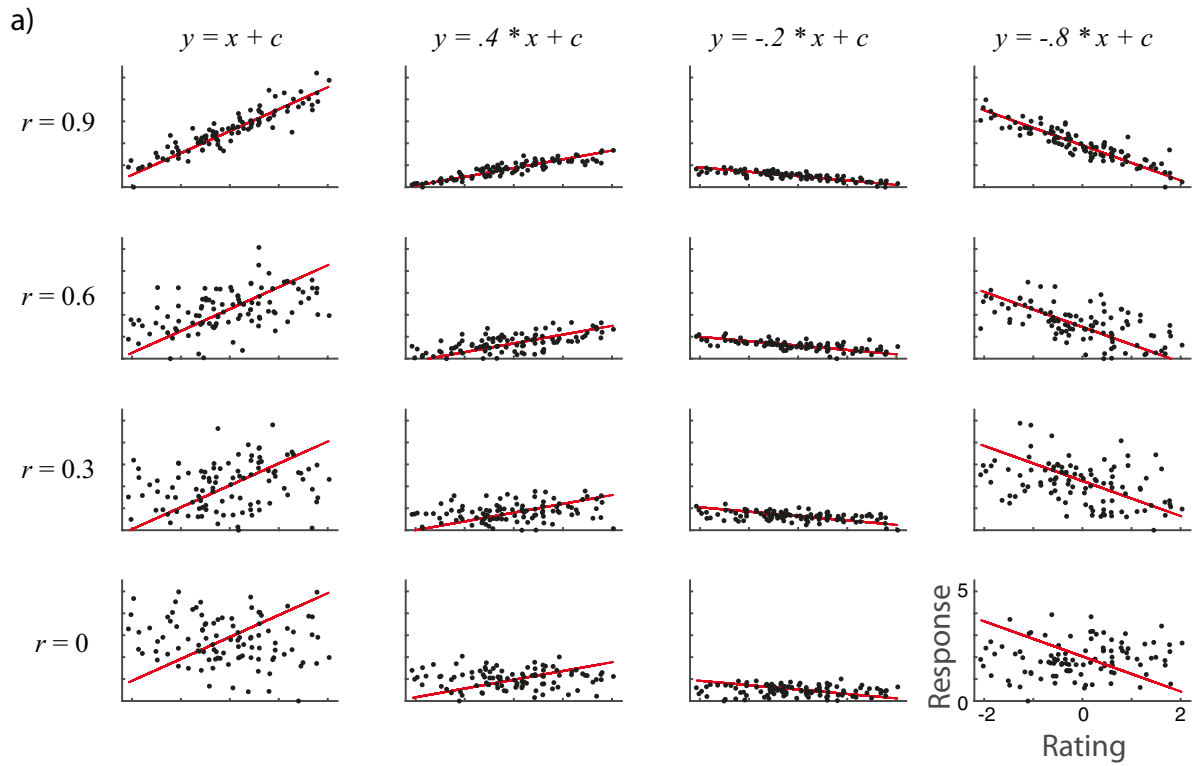 a)
y = x + c
y = .4 * x + c
y = -.2 * x + c
y = -.8 * x + c
r = 0.9
r = 0.6
r = 0.3
r = 0
Response
5
0
-2
0
2
Rating